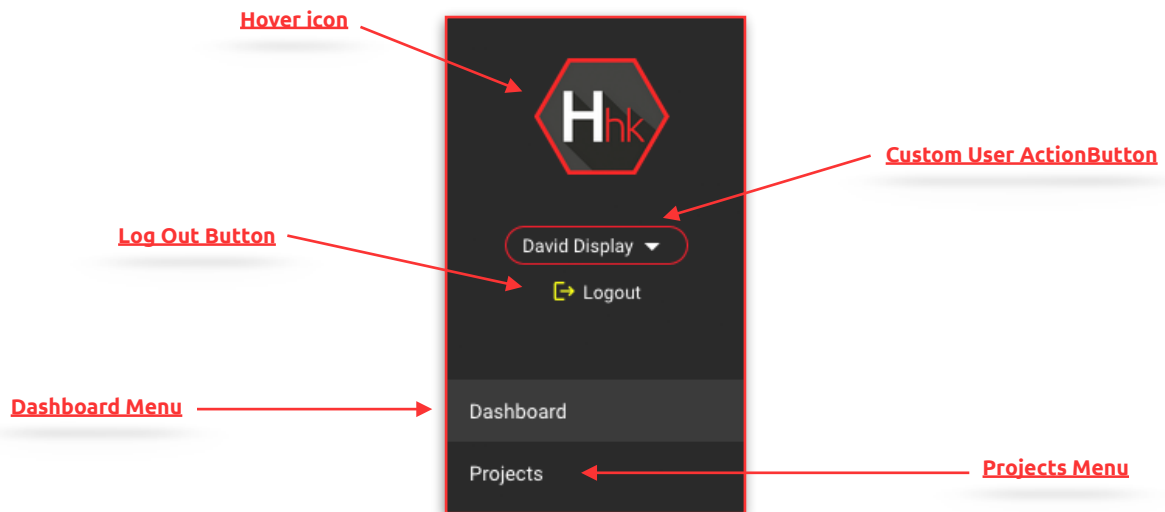 Hover icon
Hhk
Custom User ActionButton
David Display
Log Out Button
Logout
Dashboard Menu
Dashboard
Projects
Projects Menu